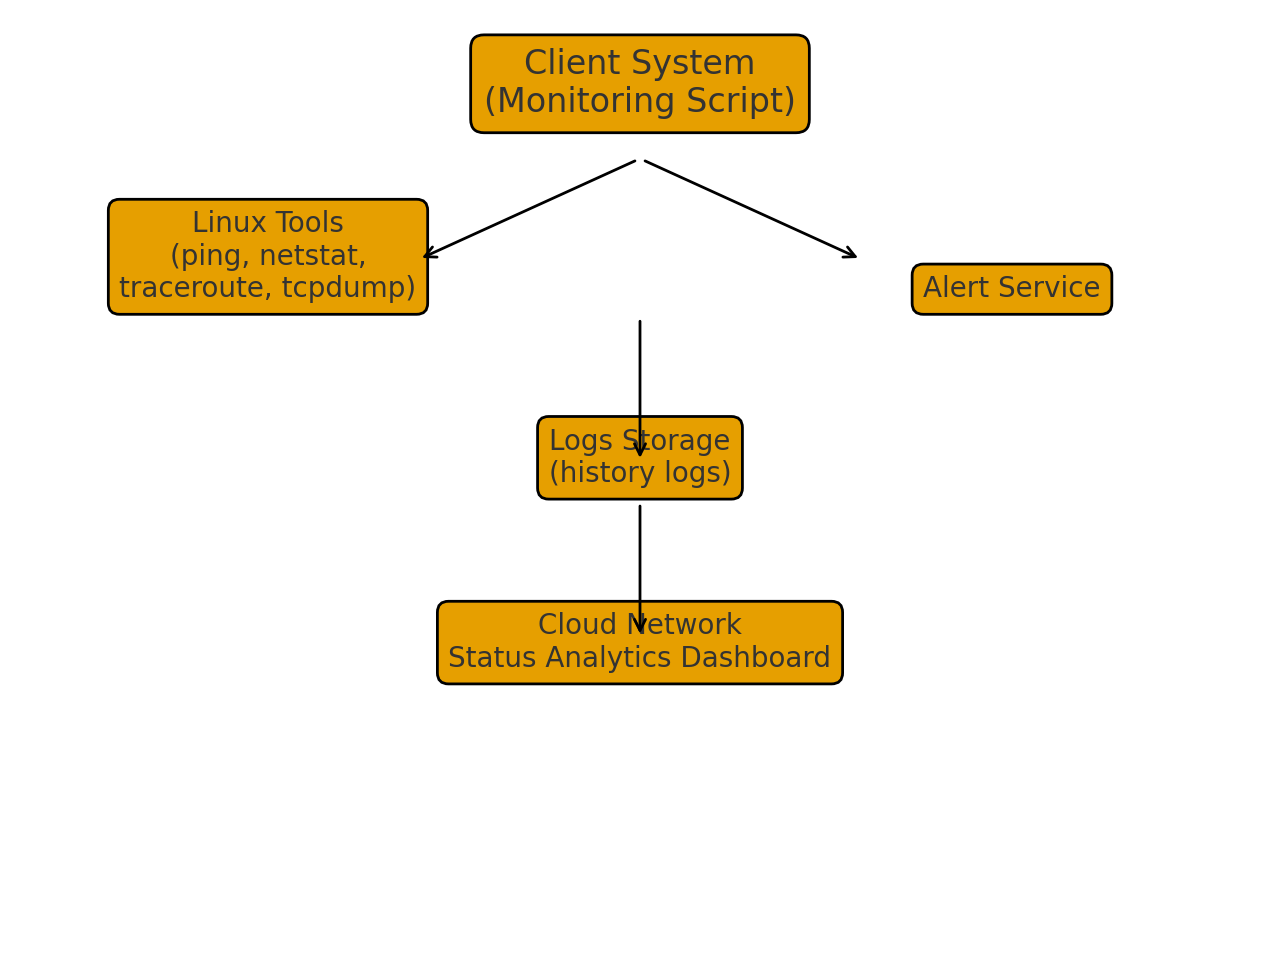 Client System
(Monitoring Script)
Linux Tools
(ping, netstat,
traceroute, tcpdump)
Alert Service
Logs Storage
(history logs)
Cloud Network
Status Analytics Dashboard